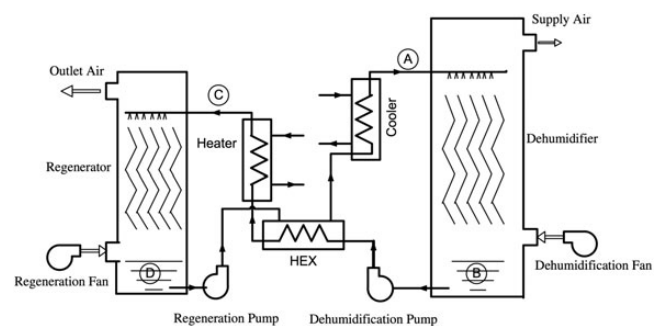 Supply Air
A
Outlet Air
C
Cooler
Heater
Dehumidifier
Regenerator
HEX
D
B
Regeneration Fan
Dehumidification Fan
Regeneration Pump
Dehumidification Pump